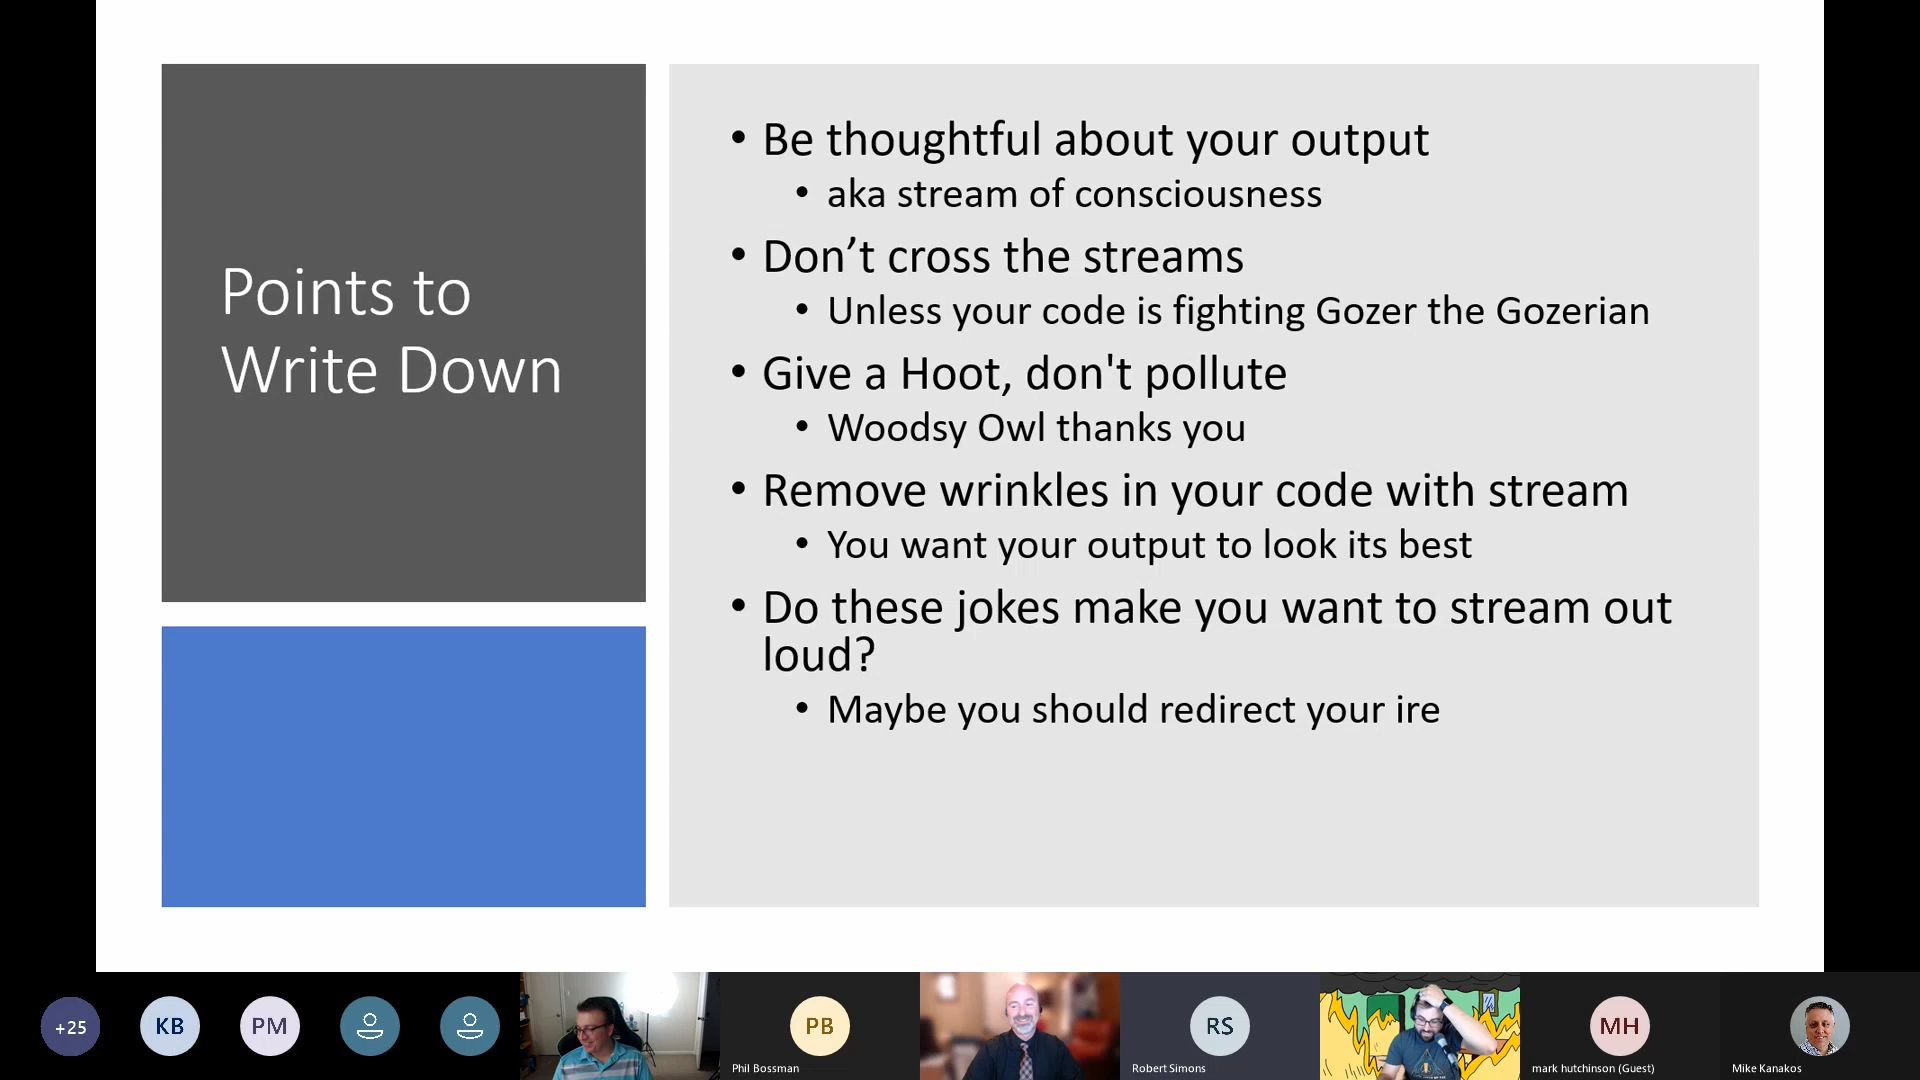 Points to
Write Down
• Be thoughtful about your output
• aka stream of consciousness
• Don’t cross the streams
• Unless your code is fighting Gozer the Gozerian
• Give a Hoot, don't pollute
• Woodsy Owl thanks you
• Remove wrinkles in your code with stream
• You want your output to look its best
• Do these jokes make you want to stream out
loud?
• Maybe you should redirect your ire
+25
KB
PM
PB
Phil Bossman
RS
Robert Simons
MH
mark hutchinson (Guest)
Mike Kanakos